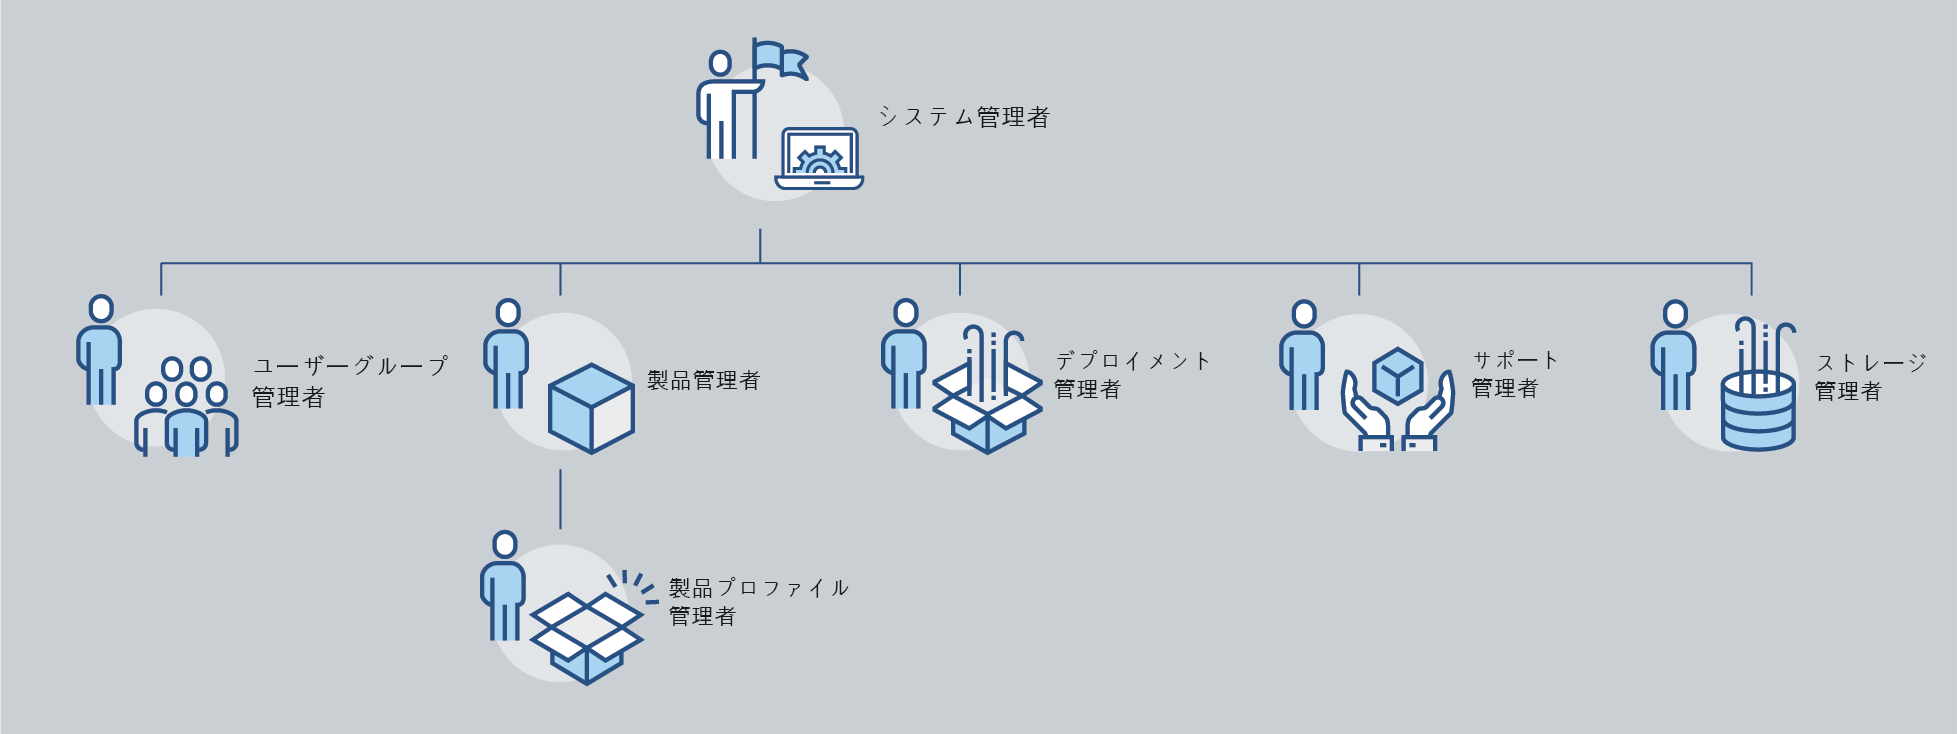 システム管理者
ユーザーグループ
管理者
製品管理者
デプロイメント
管理者
サポート
管理者
ストレージ
管理者
製品プロファイル
管理者